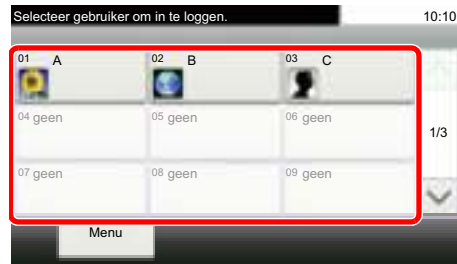 Selecteer gebruiker om in te loggen. 10:10
01 A 02 B 03 C
04 geen 05 geen 06 geen
1/3
07 geen 08 geen 09 geen
Menu